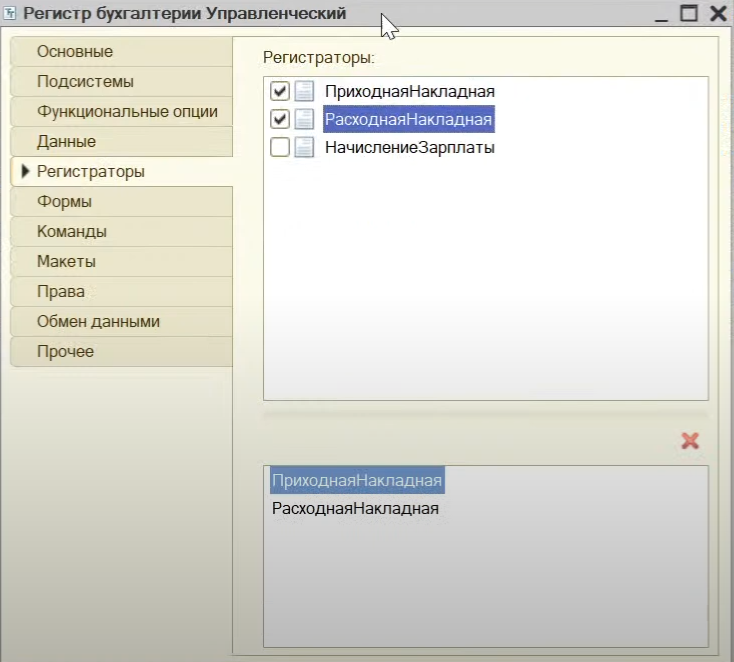 Регистр бухгалтерии Управленческий
Основные
Подсистемы
Функциональные опции
Данные
Регистраторы
Формы
Команды
Макеты
Права
Обмен данными
Прочее
Регистраторы:
ПриходнаяНакладная
РасходнаяНакладная
НачислениеЗарплаты
ПриходнаяНакладная
РасходнаяНакладная